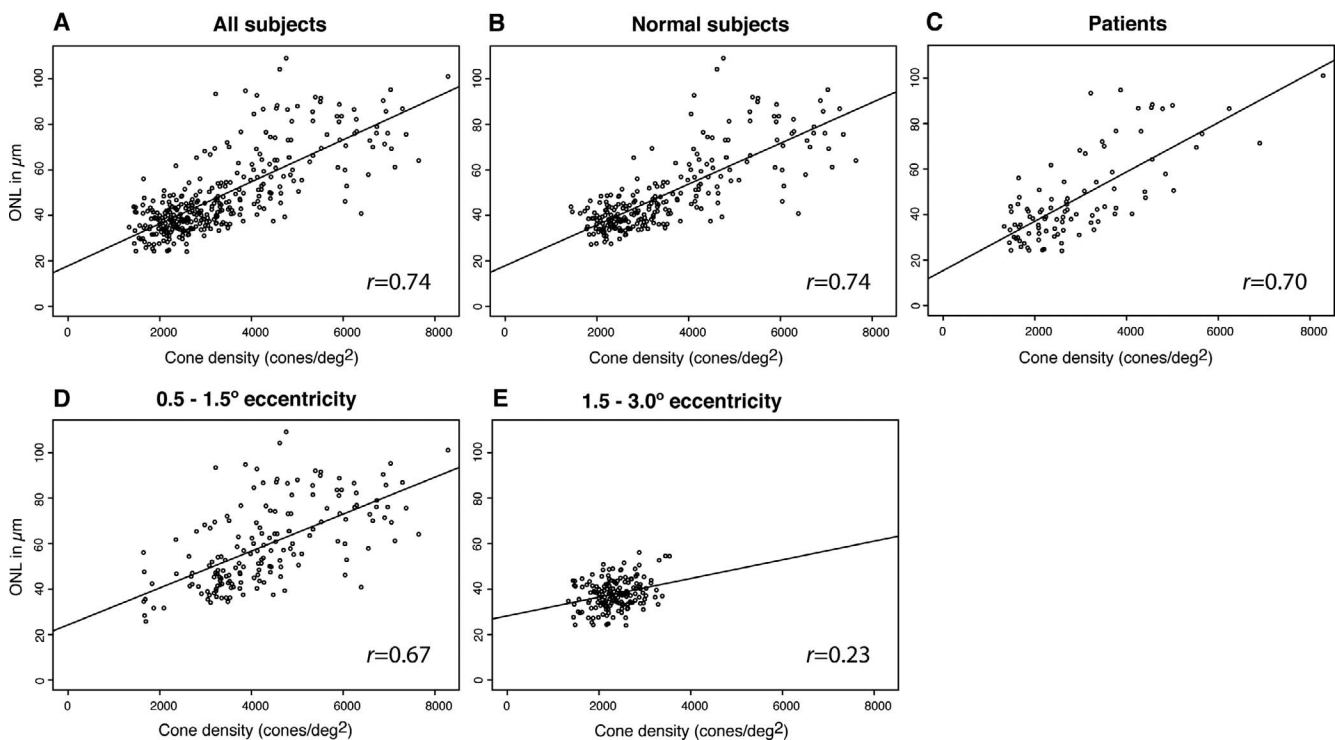 A All subjects
B Normal subjects
C Patients
ONL in µm
0 20 40 60 80 100
r=0.74
0 2000 4000 6000 8000
Cone density (cones/deg²)
0 20 40 60 80 100
r=0.74
0 2000 4000 6000 8000
Cone density (cones/deg²)
0 20 40 60 80 100
r=0.70
0 2000 4000 6000 8000
Cone density (cones/deg²)
D 0.5 - 1.5º eccentricity
E 1.5 - 3.0º eccentricity
ONL in µm
0 20 40 60 80 100
r=0.67
0 2000 4000 6000 8000
Cone density (cones/deg²)
0 20 40 60 80 100
r=0.23
0 2000 4000 6000 8000
Cone density (cones/deg²)